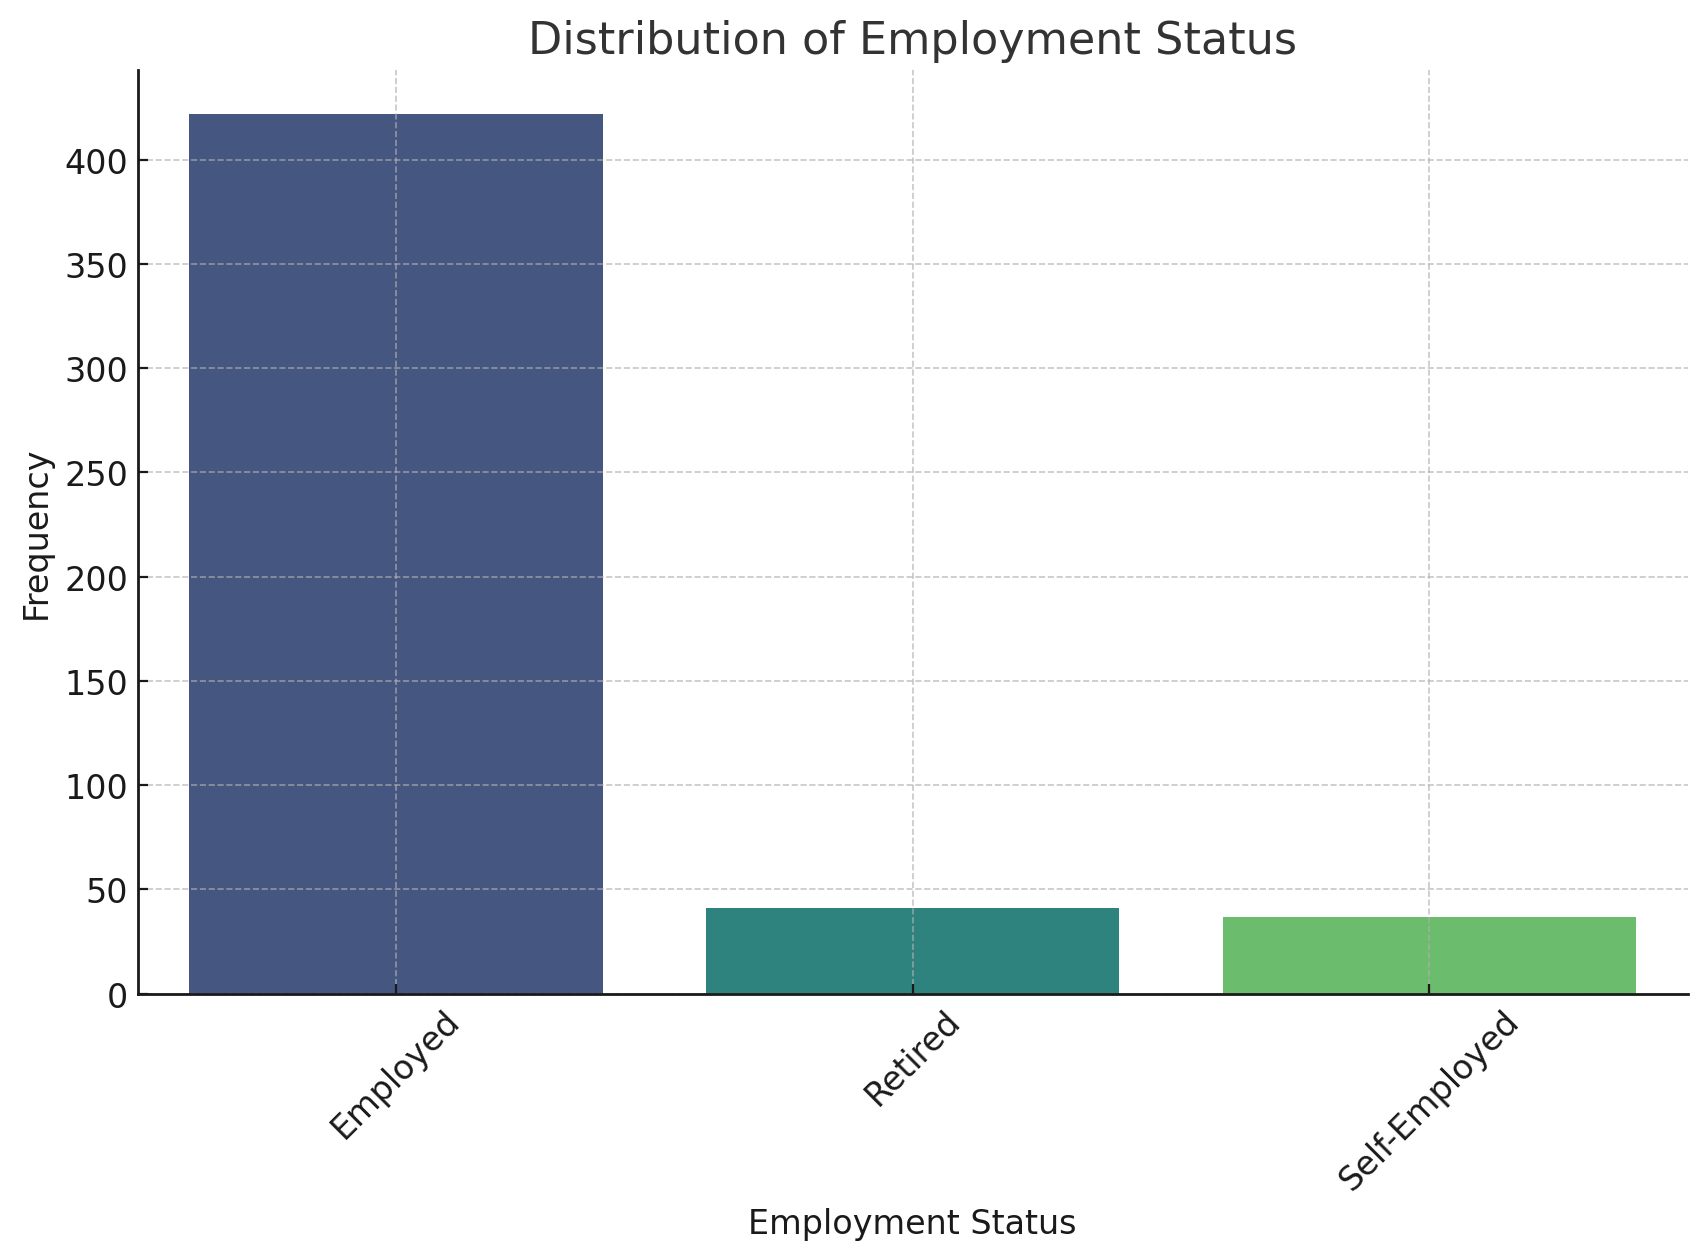 Distribution of Employment Status
400
350
300
250
200
150
100
50
0
Frequency
Employed
Retired
Self-Employed
Employment Status